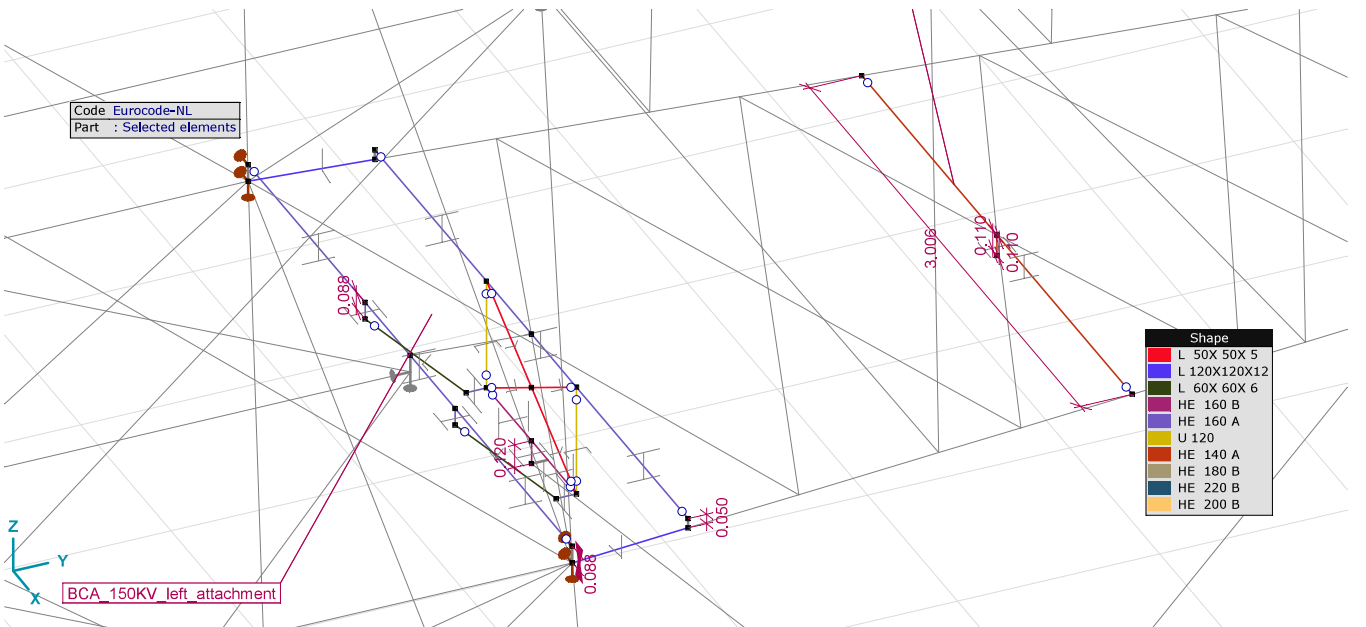 Code Eurocode-NL
Part : Selected elements
0.088
3.006
0.110
0.110
0.120
0.050
0.088
Shape
L 50X 50X 5
L 120X120X12
L 60X 60X 6
HE 160 B
HE 160 A
U 120
HE 140 A
HE 180 B
HE 220 B
HE 200 B
Z
Y
X
BCA_150KV_left_attachment